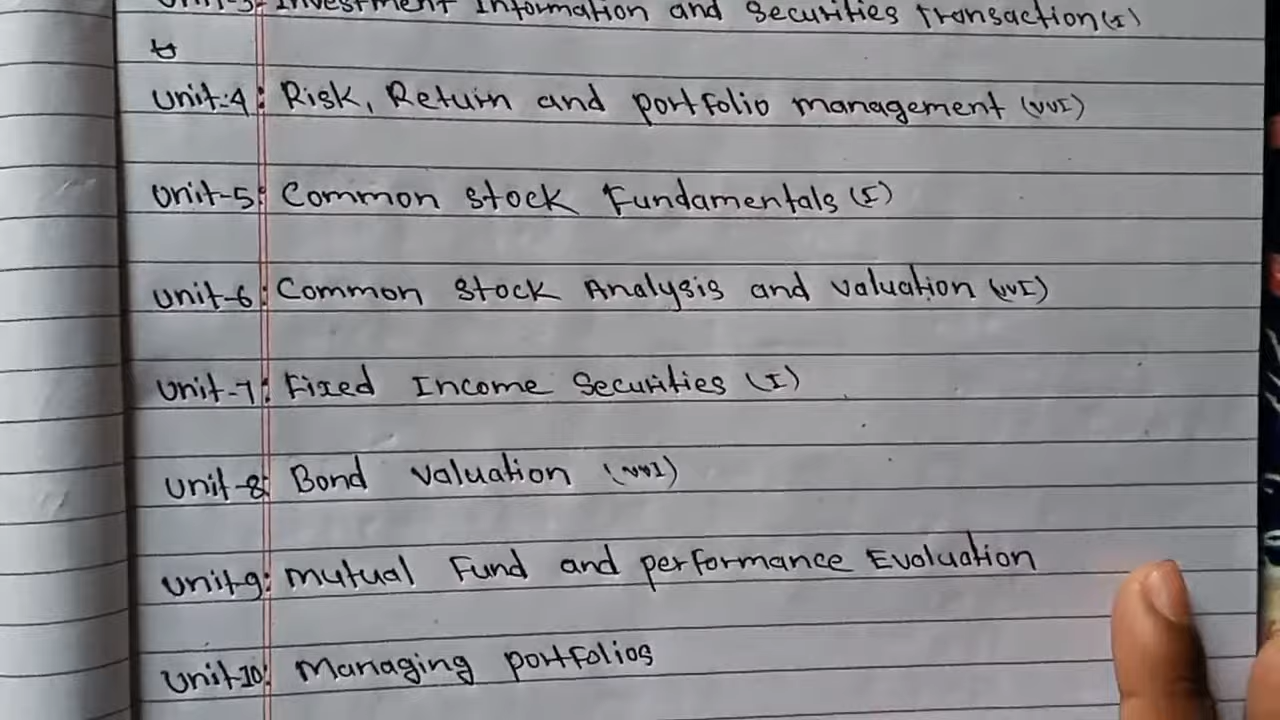 Unit-3: Investment Information and Securities Transaction (I)
Unit-4: Risk, Return and portfolio management (VVI)
Unit-5: Common Stock Fundamentals (I)
Unit-6: Common Stock Analysis and valuation (VVI)
Unit-7: Fixed Income Securities (I)
Unit-8: Bond Valuation (VVI)
Unit-9: Mutual Fund and performance Evaluation
Unit-10: Managing portfolios